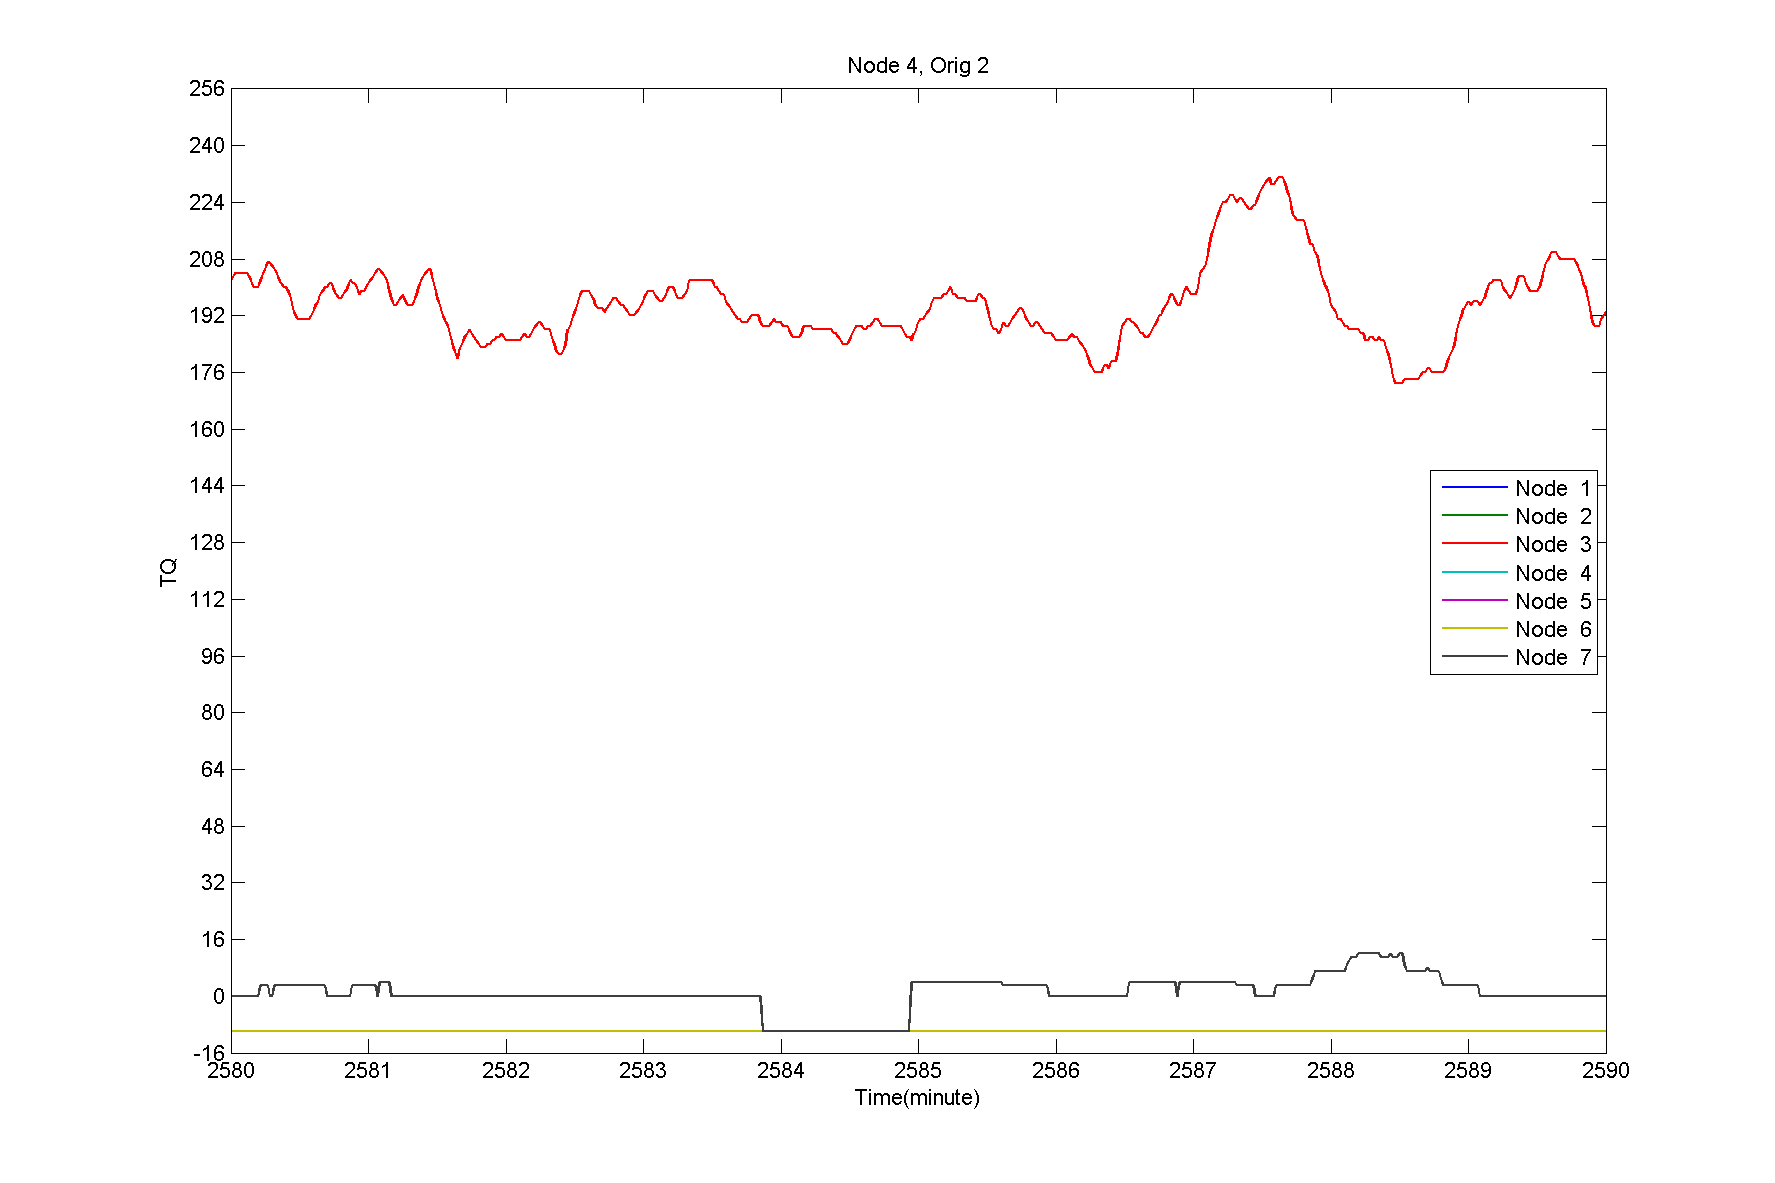 Node 4, Orig 2
256
240
224
208
192
176
160
144
128
112
96
80
64
48
32
16
0
-16
TQ
Node 1
Node 2
Node 3
Node 4
Node 5
Node 6
Node 7
2580 2581 2582 2583 2584 2585 2586 2587 2588 2589 2590
Time(minute)